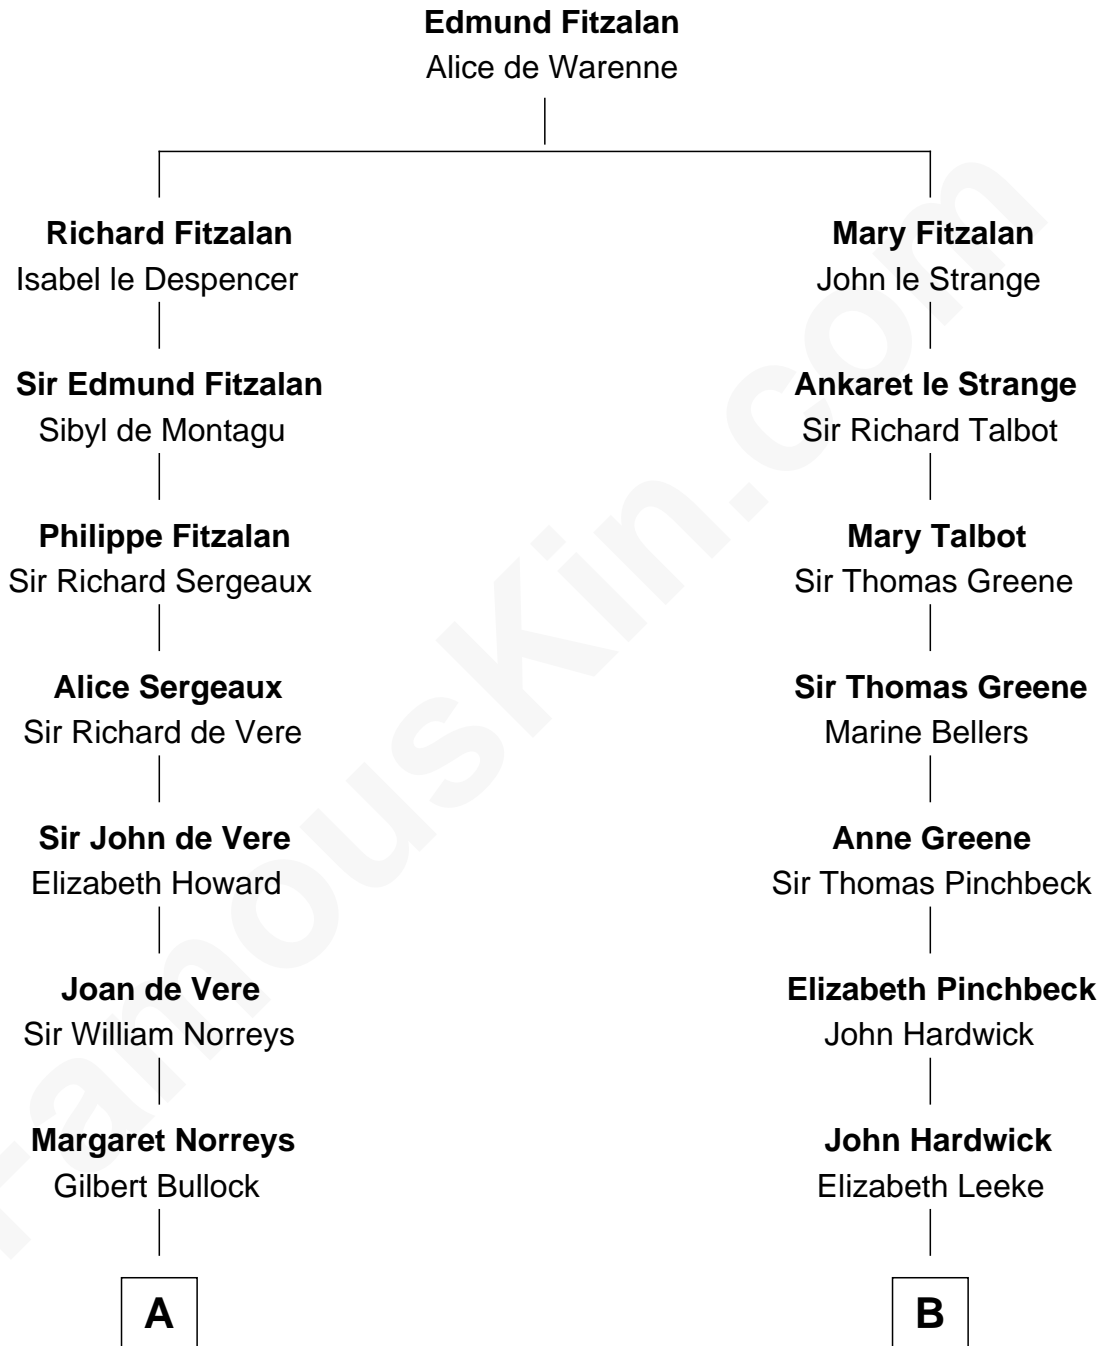 Edmund Fitzalan
Alice de Warenne
Richard Fitzalan
Isabel le Despencer
Mary Fitzalan
John le Strange
Sir Edmund Fitzalan
Sibyl de Montagu
Ankaret le Strange
Sir Richard Talbot
Philippe Fitzalan
Sir Richard Sergeaux
Mary Talbot
Sir Thomas Greene
Alice Sergeaux
Sir Richard de Vere
Sir Thomas Greene
Marine Bellers
Sir John de Vere
Elizabeth Howard
Anne Greene
Sir Thomas Pinchbeck
Joan de Vere
Sir William Norreys
Elizabeth Pinchbeck
John Hardwick
Margaret Norreys
Gilbert Bullock
John Hardwick
Elizabeth Leeke
A
B
FamousKin.com